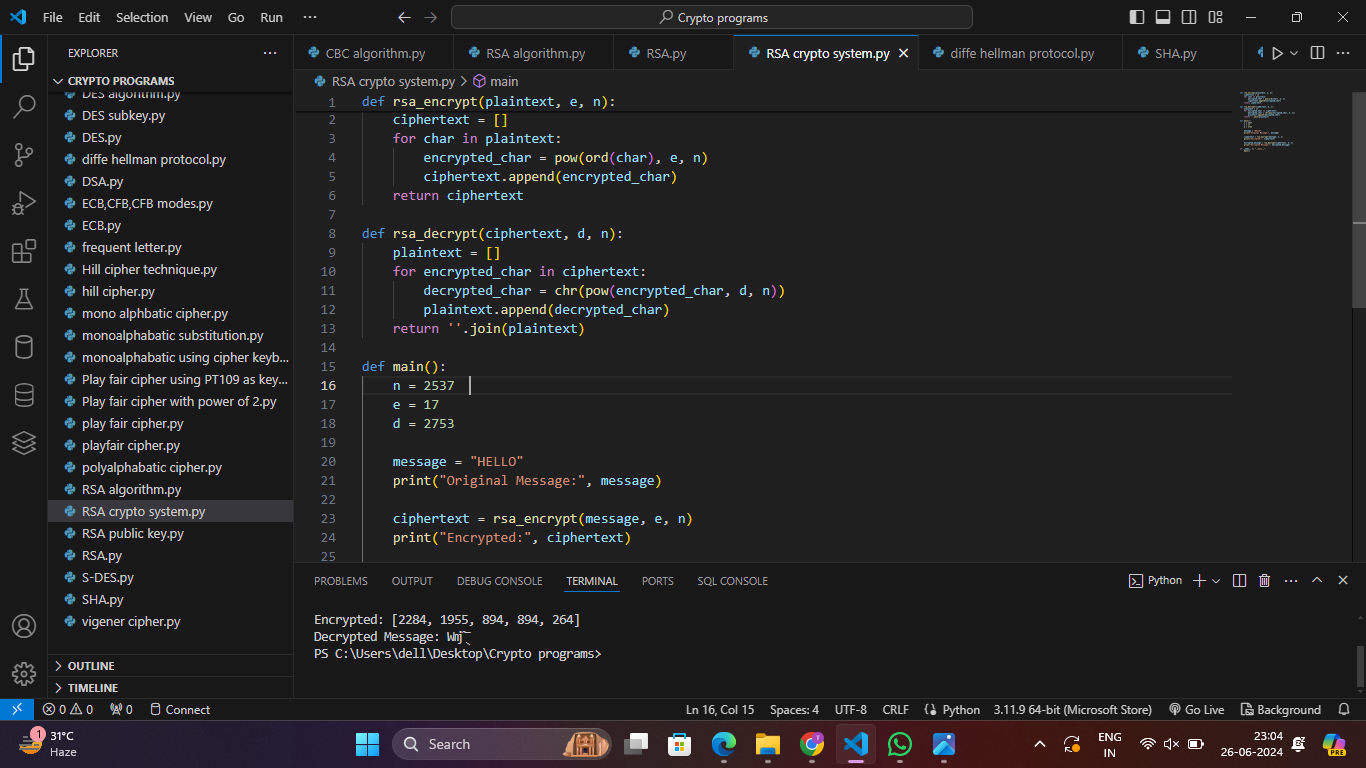 File Edit Selection View Go Run ··· Crypto programs
EXPLORER ···
CRYPTO PROGRAMS
DES algorithm.py
DES subkey.py
DES.py
diffe hellman protocol.py
DSA.py
ECB,CFB,CFB modes.py
ECB.py
frequent letter.py
Hill cipher technique.py
hill cipher.py
mono alphbatic cipher.py
monoalphabatic substitution.py
monoalphabatic using cipher keyb...
Play fair cipher using PT109 as key...
Play fair cipher with power of 2.py
play fair cipher.py
playfair cipher.py
polyalphabatic cipher.py
RSA algorithm.py
RSA crypto system.py
RSA public key.py
RSA.py
S-DES.py
SHA.py
vigener cipher.py
OUTLINE
TIMELINE
CBC algorithm.py RSA algorithm.py RSA.py RSA crypto system.py diffe hellman protocol.py SHA.py ···
RSA crypto system.py > main
1 def rsa_encrypt(plaintext, e, n):
2 ciphertext = []
3 for char in plaintext:
4 encrypted_char = pow(ord(char), e, n)
5 ciphertext.append(encrypted_char)
6 return ciphertext
7
8 def rsa_decrypt(ciphertext, d, n):
9 plaintext = []
10 for encrypted_char in ciphertext:
11 decrypted_char = chr(pow(encrypted_char, d, n))
12 plaintext.append(decrypted_char)
13 return ''.join(plaintext)
14
15 def main():
16 n = 2537
17 e = 17
18 d = 2753
19
20 message = "HELLO"
21 print("Original Message:", message)
22
23 ciphertext = rsa_encrypt(message, e, n)
24 print("Encrypted:", ciphertext)
25
PROBLEMS OUTPUT DEBUG CONSOLE TERMINAL PORTS SQL CONSOLE Python ···
Encrypted: [2284, 1955, 894, 894, 264]
Decrypted Message:
PS C:\Users\dell\Desktop\Crypto programs>
0 0 0 Connect Ln 16, Col 15 Spaces: 4 UTF-8 CRLF Python 3.11.9 64-bit (Microsoft Store) Go Live Background
1 31°C Search ENG 23:04
Haze IN 26-06-2024
PRE